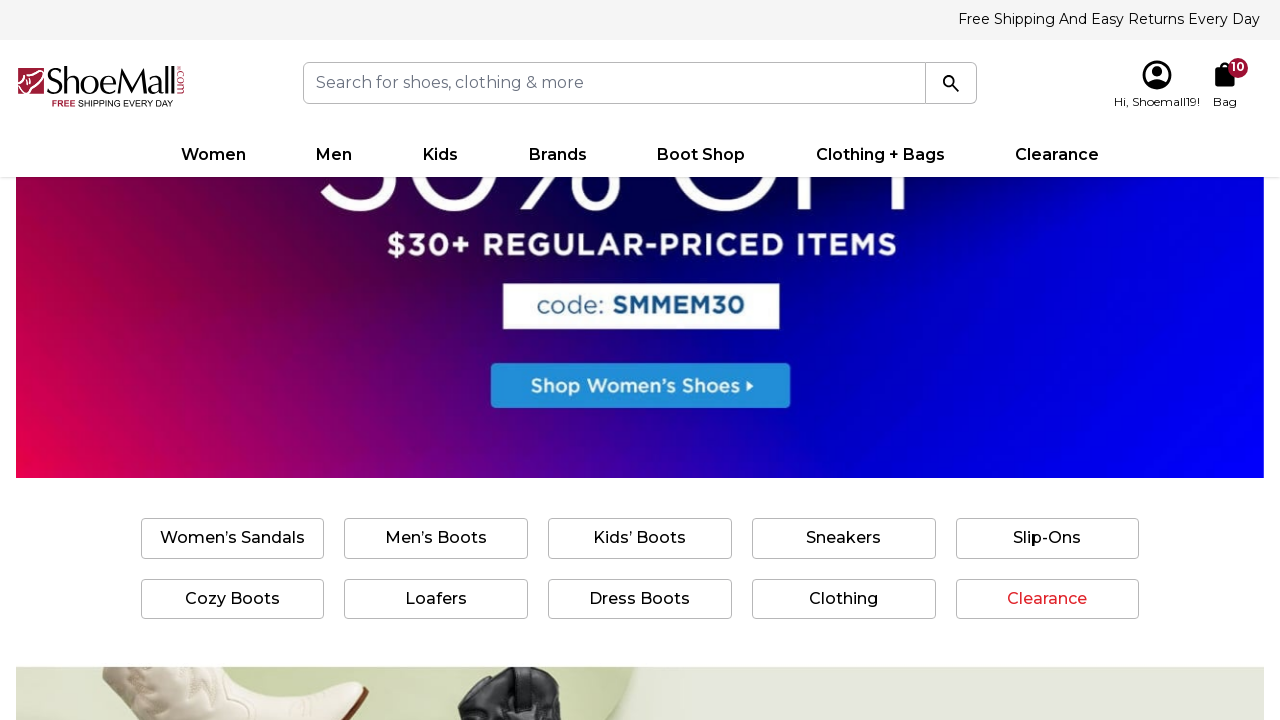 Free Shipping And Easy Returns Every Day
ShoeMall.com®
FREE SHIPPING EVERY DAY
Search for shoes, clothing & more
10
Hi, Shoemall19!
Bag
Women
Men
Kids
Brands
Boot Shop
Clothing + Bags
Clearance
30% OFF
$30+ REGULAR-PRICED ITEMS
code: SMMEM30
Shop Women's Shoes
Women’s Sandals
Men’s Boots
Kids’ Boots
Sneakers
Slip-Ons
Cozy Boots
Loafers
Dress Boots
Clothing
Clearance